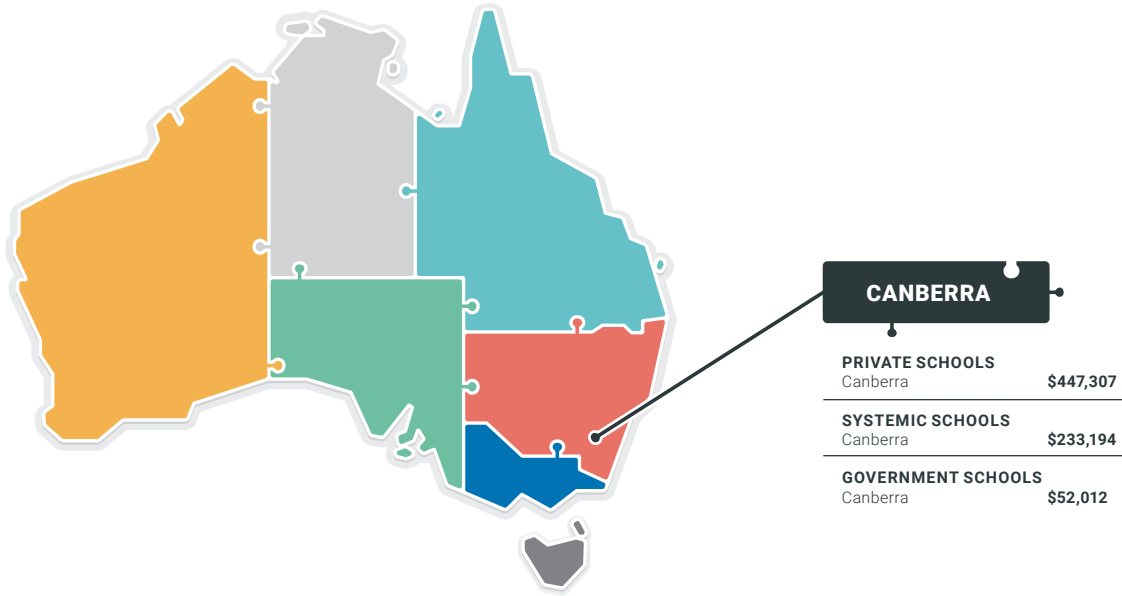 CANBERRA
PRIVATE SCHOOLS
Canberra $447,307
SYSTEMIC SCHOOLS
Canberra $233,194
GOVERNMENT SCHOOLS
Canberra $52,012